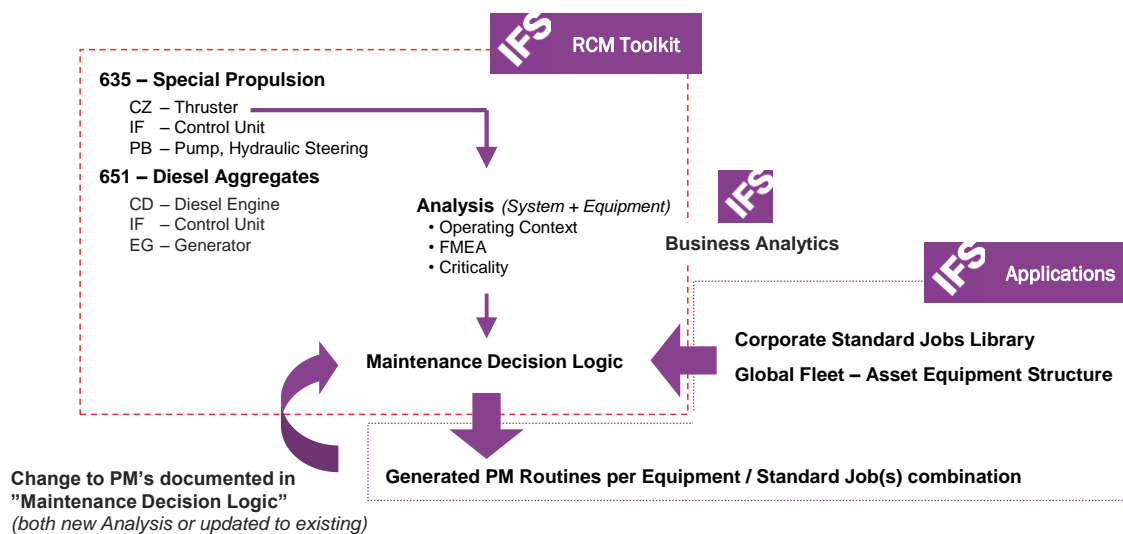 IFS
RCM Toolkit
635 – Special Propulsion
CZ – Thruster
IF – Control Unit
PB – Pump, Hydraulic Steering
651 – Diesel Aggregates
CD – Diesel Engine
IF – Control Unit
EG – Generator
Analysis (System + Equipment)
• Operating Context
• FMEA
• Criticality
IFS
Business Analytics
IFS
Applications
Corporate Standard Jobs Library
Global Fleet – Asset Equipment Structure
Maintenance Decision Logic
Generated PM Routines per Equipment / Standard Job(s) combination
Change to PM's documented in
”Maintenance Decision Logic”
(both new Analysis or updated to existing)